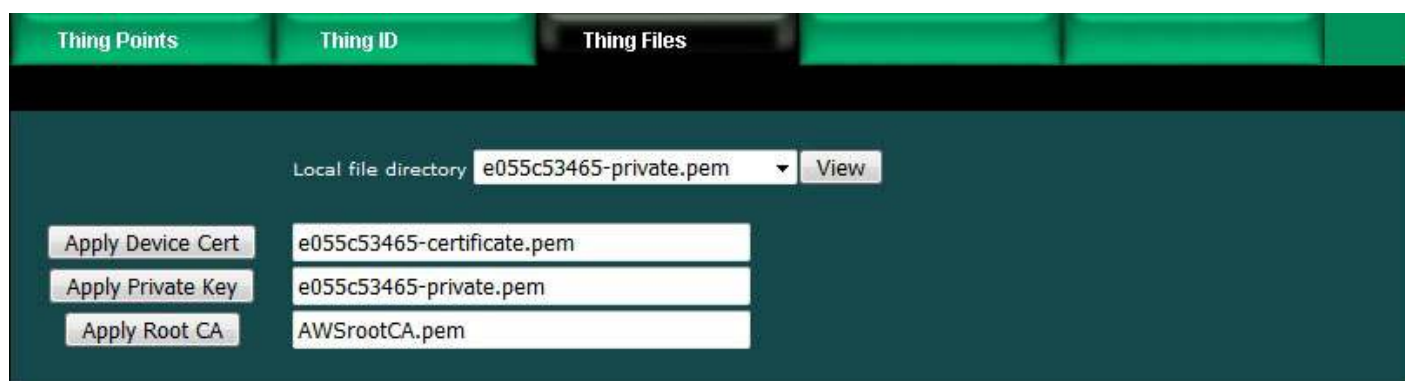 Thing Points Thing ID Thing Files
Local file directory e055c53465-private.pem View
Apply Device Cert e055c53465-certificate.pem
Apply Private Key e055c53465-private.pem
Apply Root CA AWSrootCA.pem